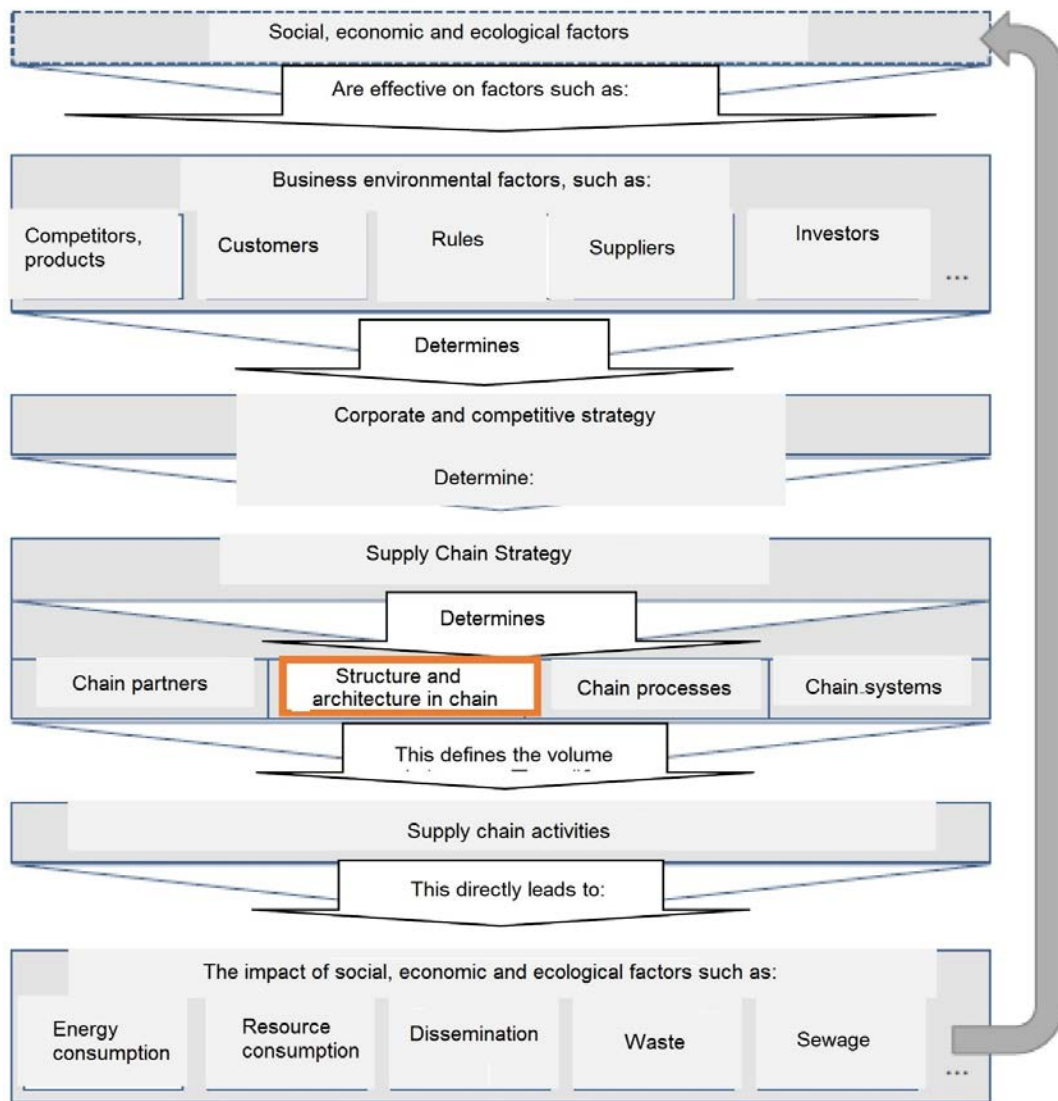 Social, economic and ecological factors
Are effective on factors such as:
Business environmental factors, such as:
Competitors,
products
Customers
Rules
Suppliers
Investors
...
Determines
Corporate and competitive strategy
Determine:
Supply Chain Strategy
Determines
Chain partners
Structure and
architecture in chain
Chain processes
Chain systems
This defines the volume
Supply chain activities
This directly leads to:
The impact of social, economic and ecological factors such as:
Energy
consumption
Resource
consumption
Dissemination
Waste
Sewage
...